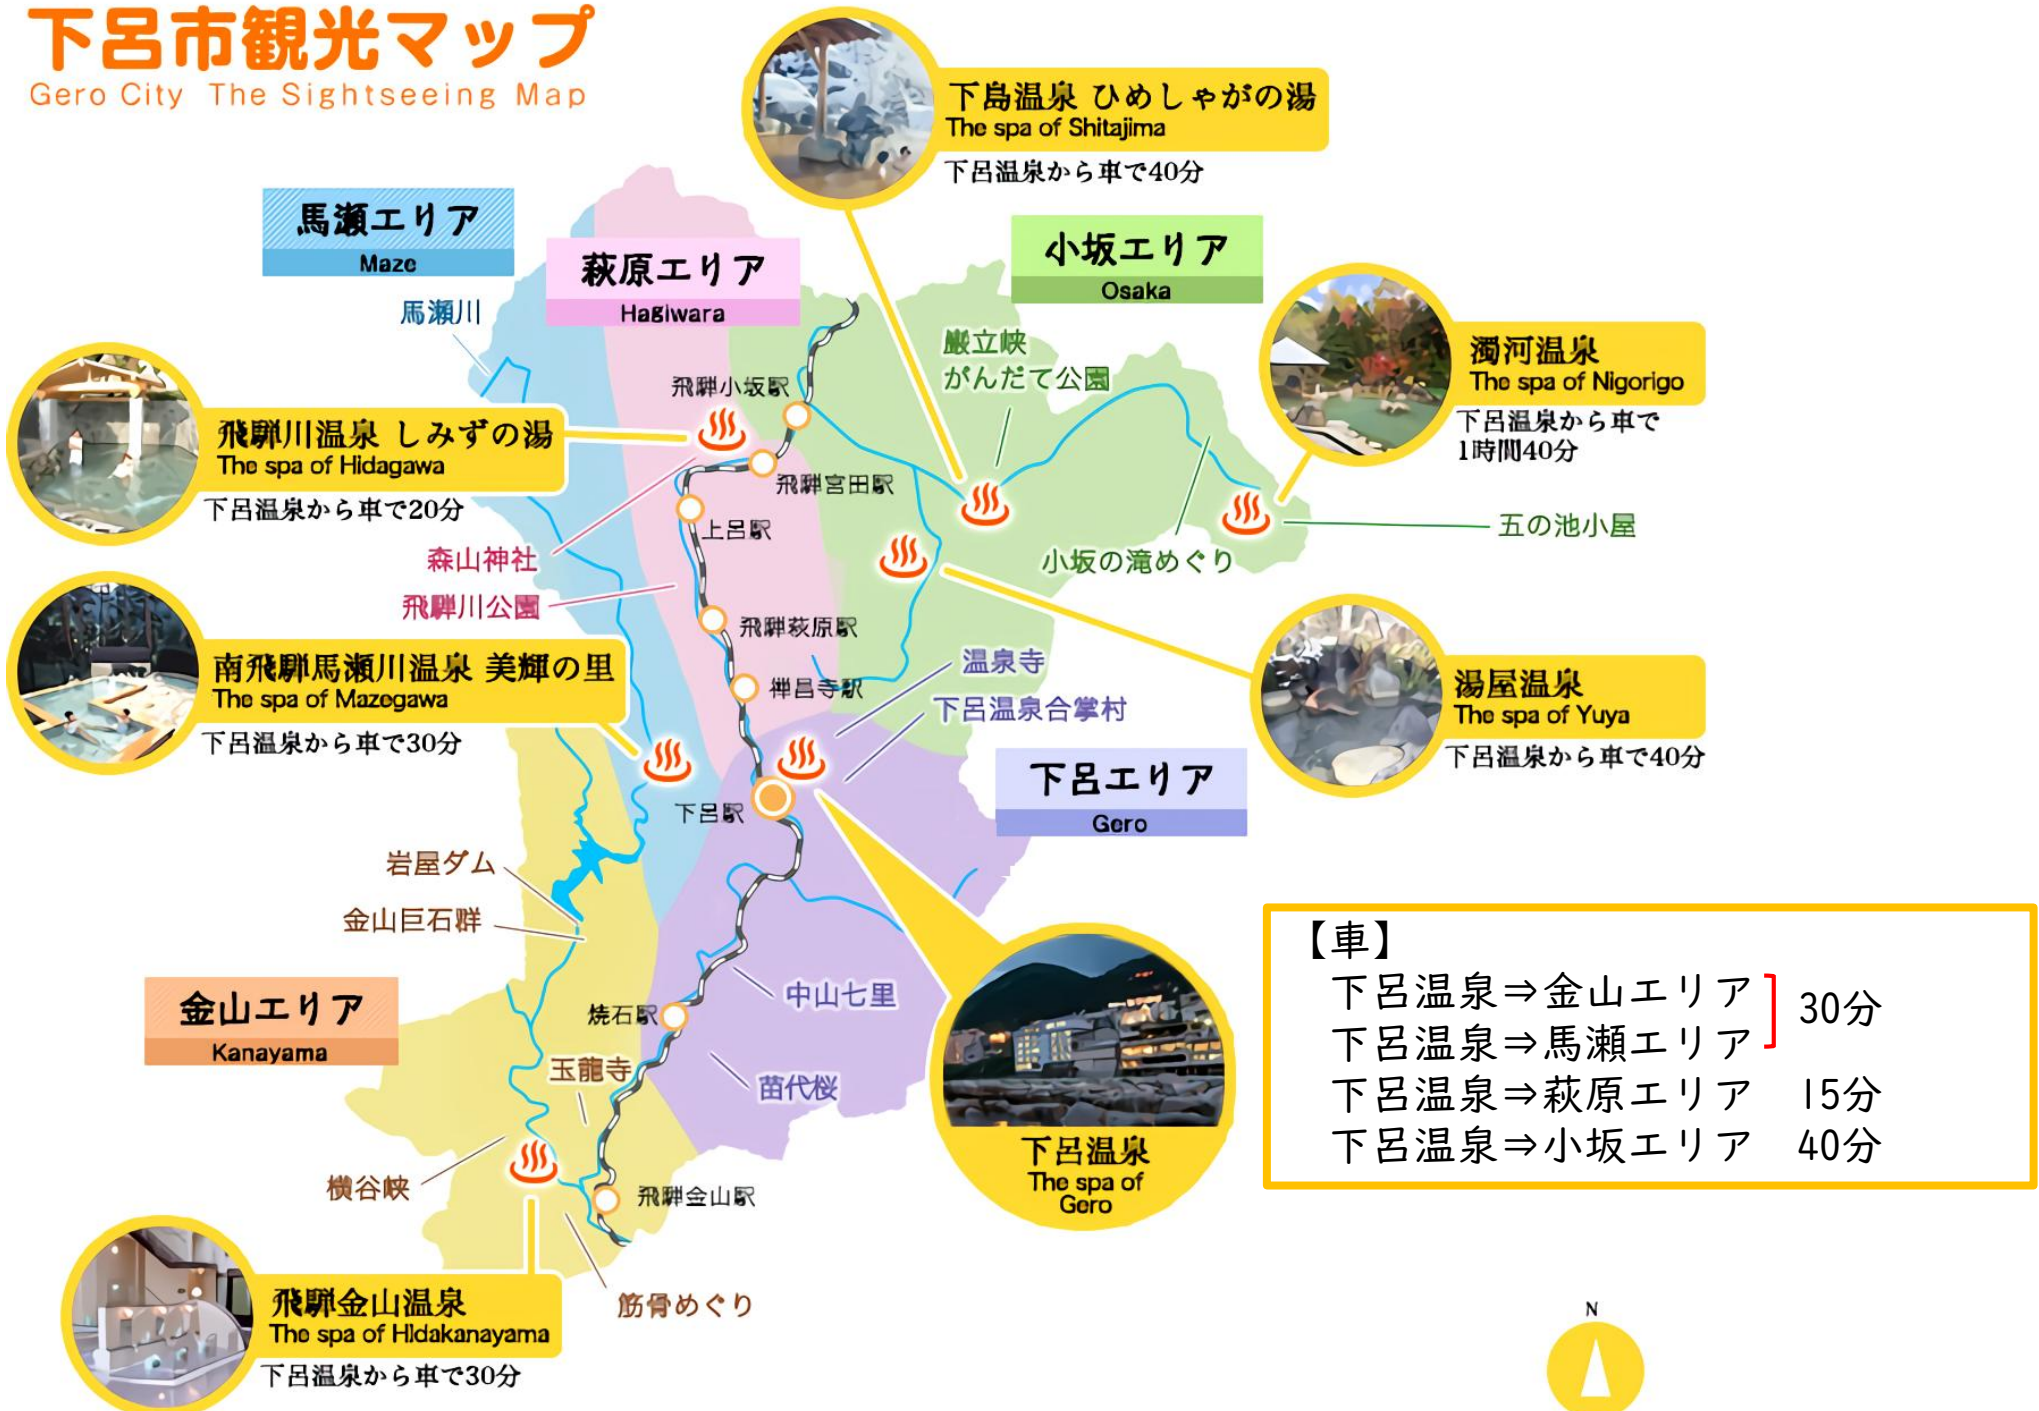 下呂市観光マップ
Gero City The Sightseeing Map
下島温泉 ひめしゃがの湯
The spa of Shitajima
下呂温泉から車で40分
馬瀬エリア
Maze
萩原エリア
Hagiwara
小坂エリア
Osaka
馬瀬川
巌立峡
がんだて公園
濁河温泉
The spa of Nigorigo
下呂温泉から車で
1時間40分
飛騨小坂駅
飛騨川温泉 しみずの湯
The spa of Hidagawa
下呂温泉から車で20分
飛騨宮田駅
上呂駅
五の池小屋
小坂の滝めぐり
森山神社
飛騨川公園
飛騨萩原駅
南飛騨馬瀬川温泉 美輝の里
The spa of Mazegawa
下呂温泉から車で30分
禅昌寺駅
温泉寺
下呂温泉合掌村
湯屋温泉
The spa of Yuya
下呂温泉から車で40分
下呂エリア
Gero
下呂駅
岩屋ダム
金山巨石群
【車】
下呂温泉⇒金山エリア
下呂温泉⇒馬瀬エリア
30分
下呂温泉⇒萩原エリア 15分
下呂温泉⇒小坂エリア 40分
金山エリア
Kanayama
中山七里
焼石駅
玉龍寺
苗代桜
下呂温泉
The spa of
Gero
横谷峡
飛騨金山駅
飛騨金山温泉
The spa of Hidakanayama
下呂温泉から車で30分
筋骨めぐり
N